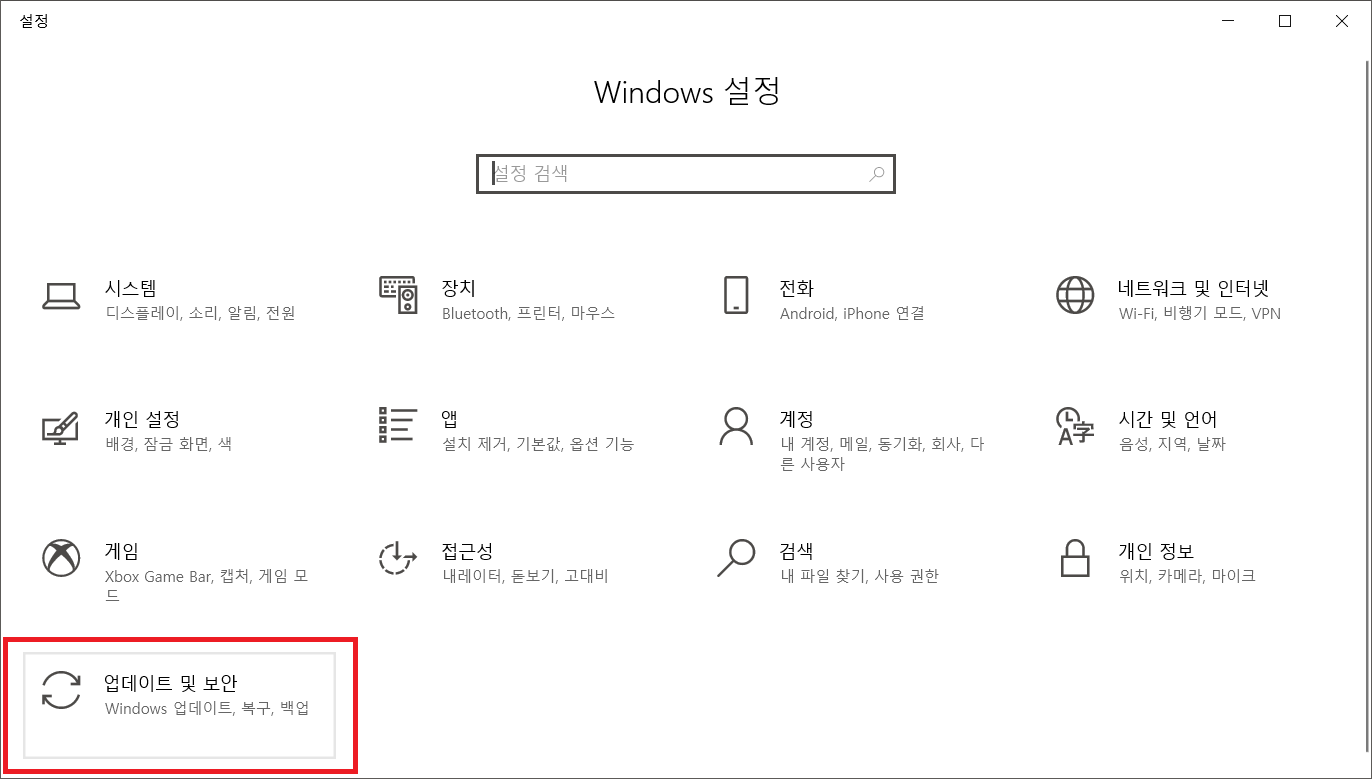 설정
Windows 설정
설정 검색
시스템
디스플레이, 소리, 알림, 전원
장치
Bluetooth, 프린터, 마우스
전화
Android, iPhone 연결
네트워크 및 인터넷
Wi-Fi, 비행기 모드, VPN
개인 설정
배경, 잠금 화면, 색
앱
설치 제거, 기본값, 옵션 기능
계정
내 계정, 메일, 동기화, 회사, 다
른 사용자
시간 및 언어
음성, 지역, 날짜
게임
Xbox Game Bar, 캡처, 게임 모
드
접근성
내레이터, 돋보기, 고대비
검색
내 파일 찾기, 사용 권한
개인 정보
위치, 카메라, 마이크
업데이트 및 보안
Windows 업데이트, 복구, 백업